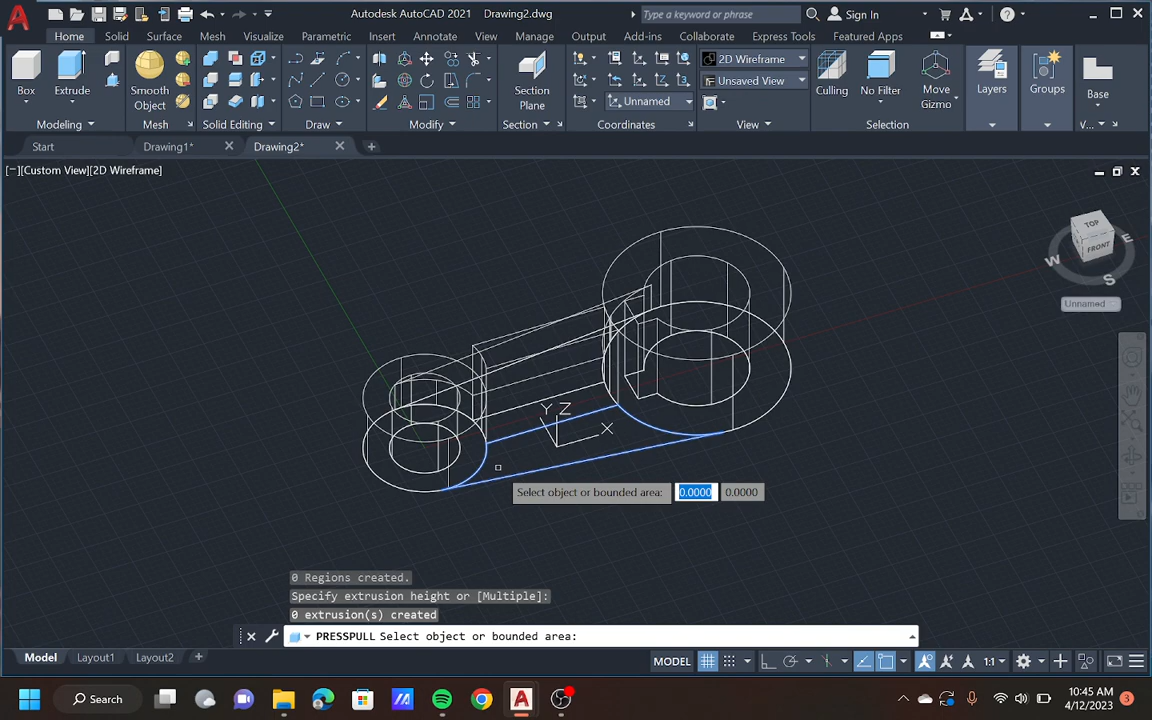 Autodesk AutoCAD 2021 Drawing2.dwg
Type a keyword or phrase
Sign In
Home Solid Surface Mesh Visualize Parametric Insert Annotate View Manage Output Add-ins Collaborate Express Tools Featured Apps
Box
Extrude
Smooth
Object
Section
Plane
2D Wireframe
Unsaved View
Unnamed
Culling
No Filter
Move
Gizmo
Layers
Groups
Base
Modeling
Mesh
Solid Editing
Draw
Modify
Section
Coordinates
View
Selection
V...
Start
Drawing1*
Drawing2*
[−][Custom View][2D Wireframe]
TOP
FRONT
W
E
S
Unnamed
Y Z
X
Select object or bounded area: 0.0000 0.0000
0 Regions created.
Specify extrusion height or [Multiple]:
0 extrusion(s) created
PRESSPULL Select object or bounded area:
Model Layout1 Layout2
MODEL
1:1
Search
10:45 AM
4/12/2023
3